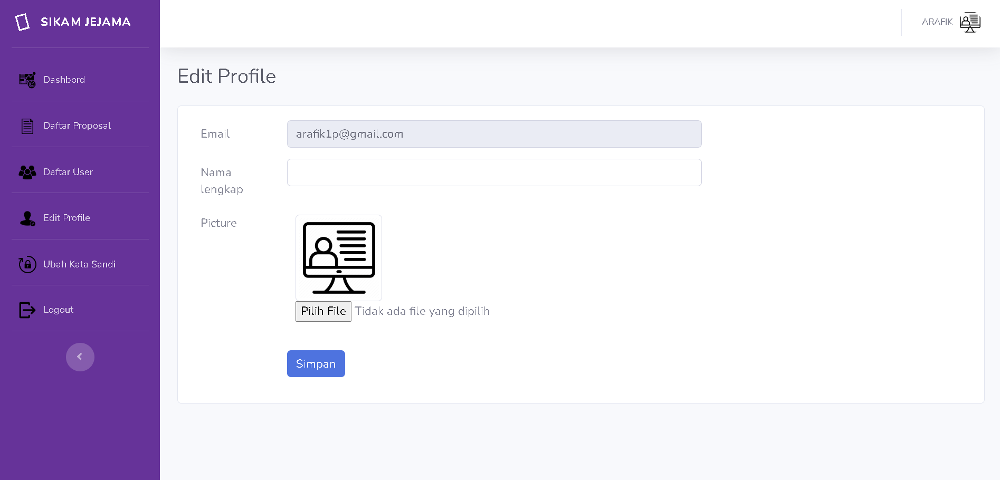 SIKAM JEJAMA
ARAFIK
Dashbord
Daftar Proposal
Daftar User
Edit Profile
Ubah Kata Sandi
Logout
Edit Profile
Email
arafik1p@gmail.com
Nama
lengkap
Picture
Pilih File Tidak ada file yang dipilih
Simpan